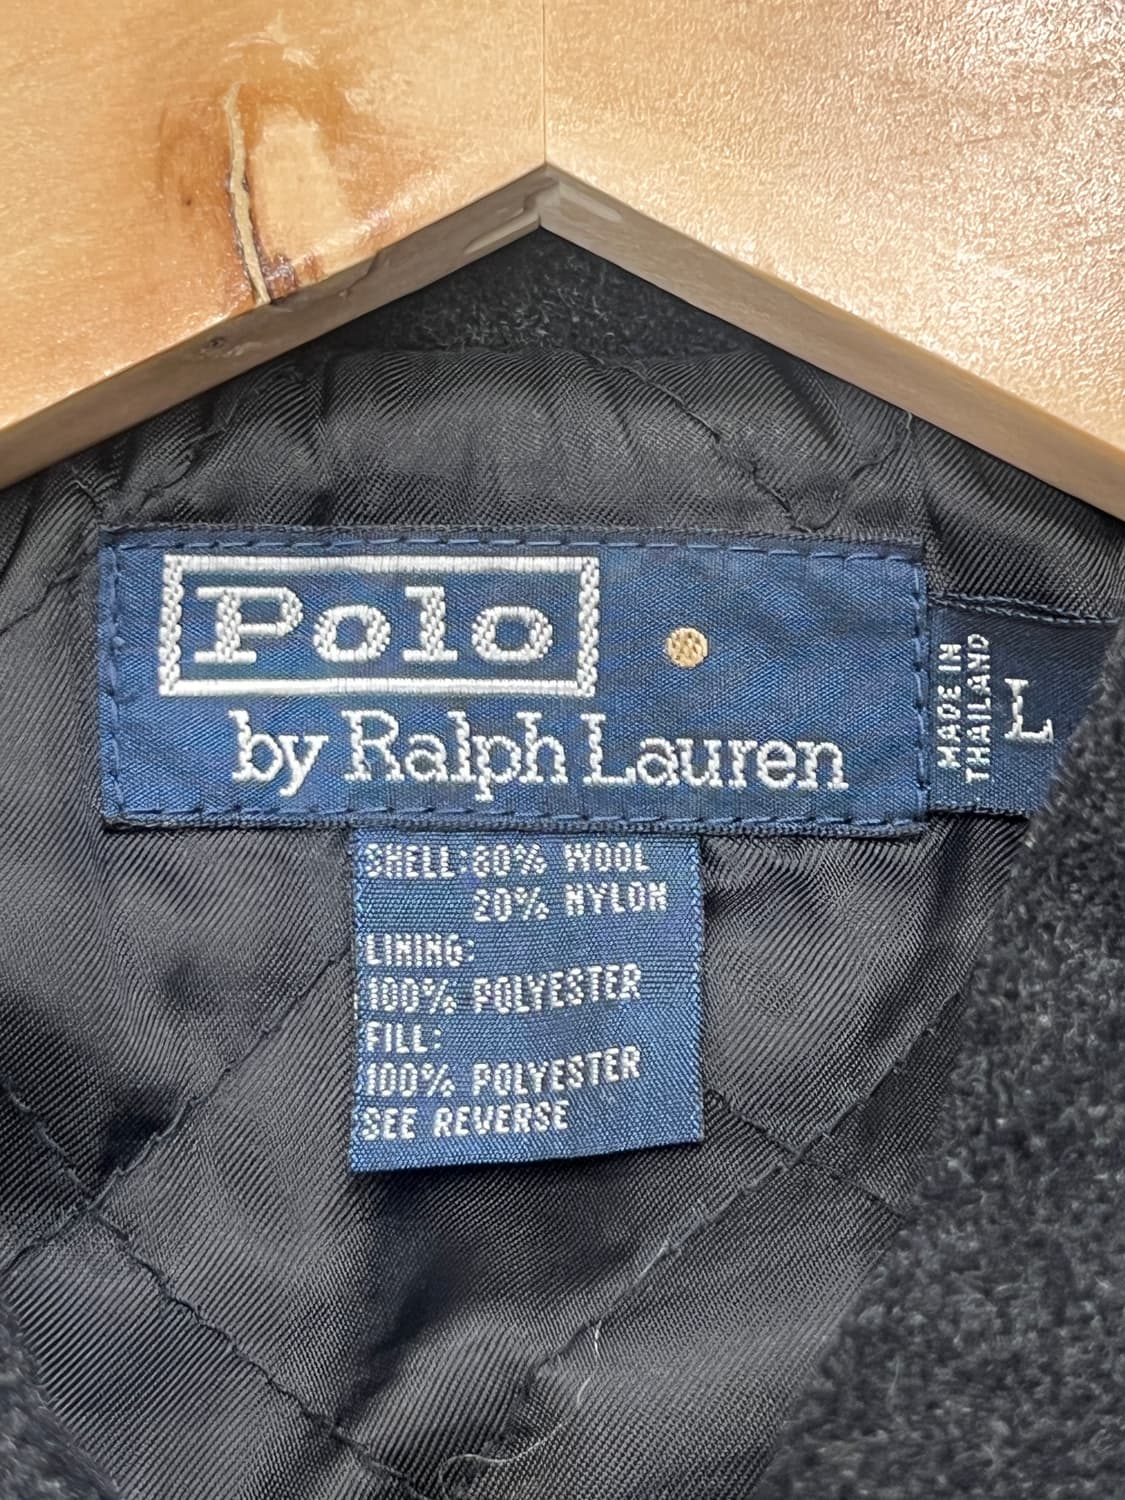 Polo
by Ralph Lauren
MADE IN
THAILAND
L
SHELL:80% WOOL
20% NYLON
LINING:
100% POLYESTER
FILL:
100% POLYESTER
SEE REVERSE